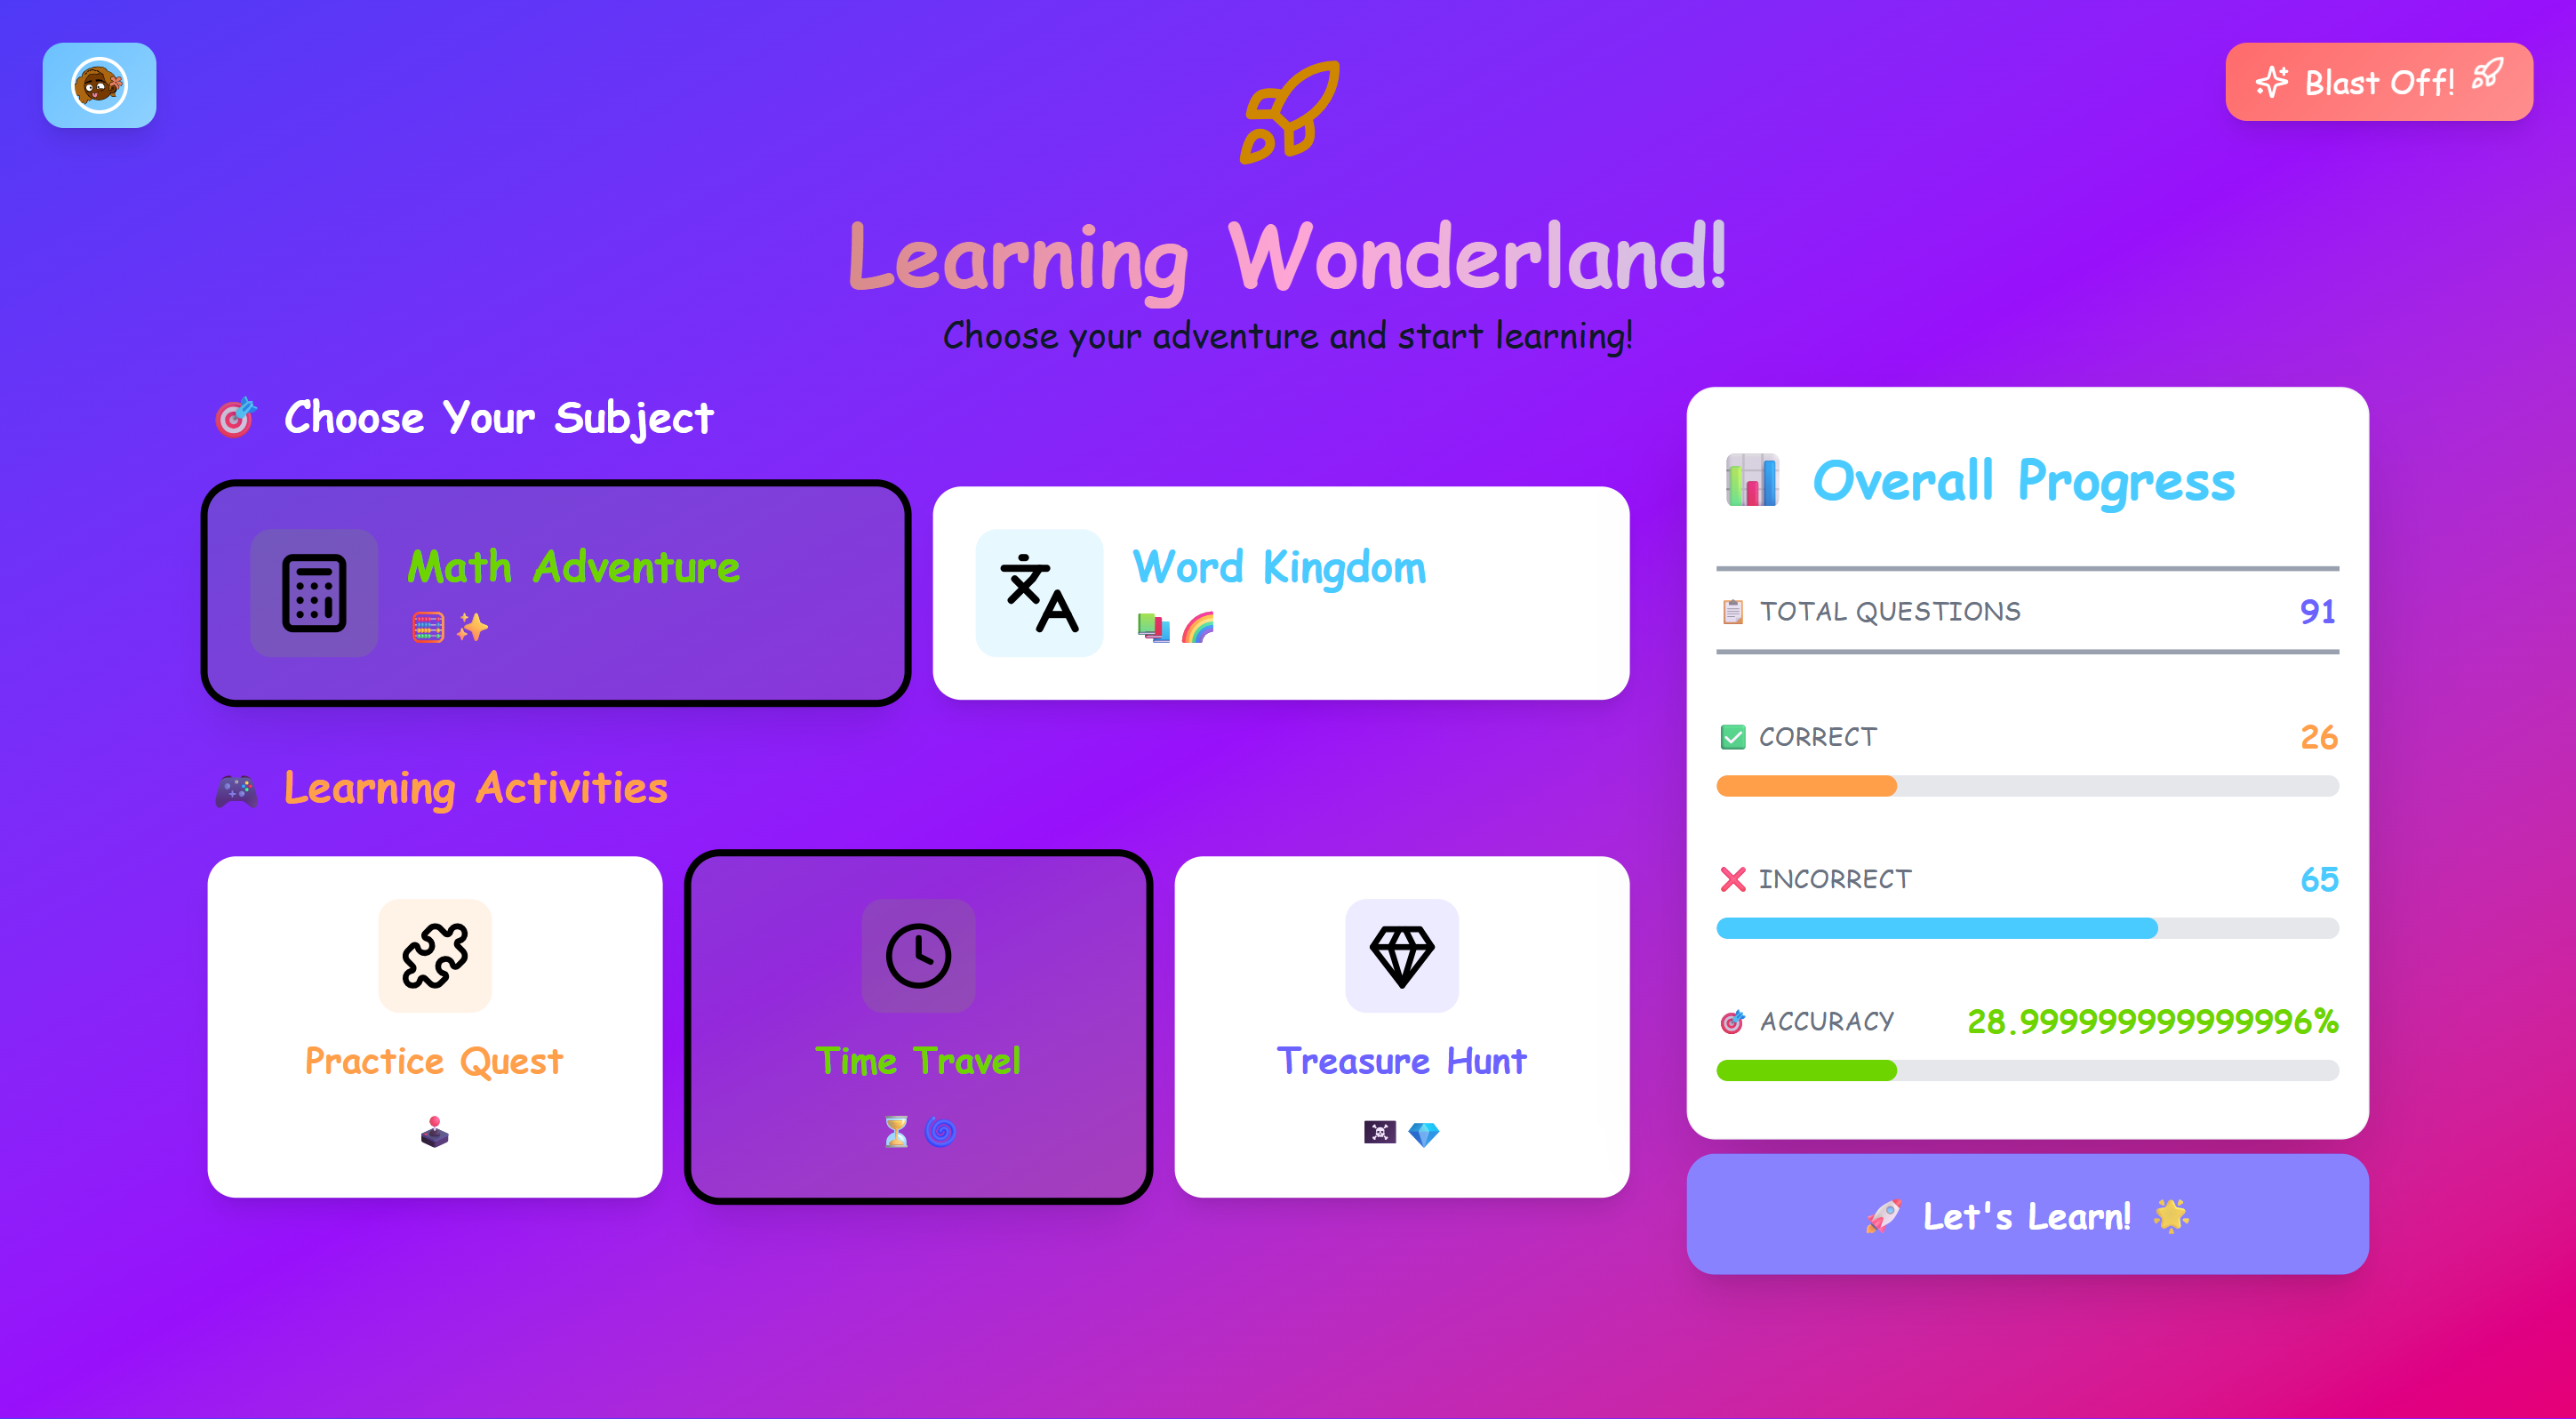 Blast Off!
Learning Wonderland!
Choose your adventure and start learning!
Choose Your Subject
Math Adventure
Word Kingdom
Learning Activities
Practice Quest
Time Travel
Treasure Hunt
Overall Progress
TOTAL QUESTIONS 91
CORRECT 26
INCORRECT 65
ACCURACY 28.999999999999996%
Let's Learn!